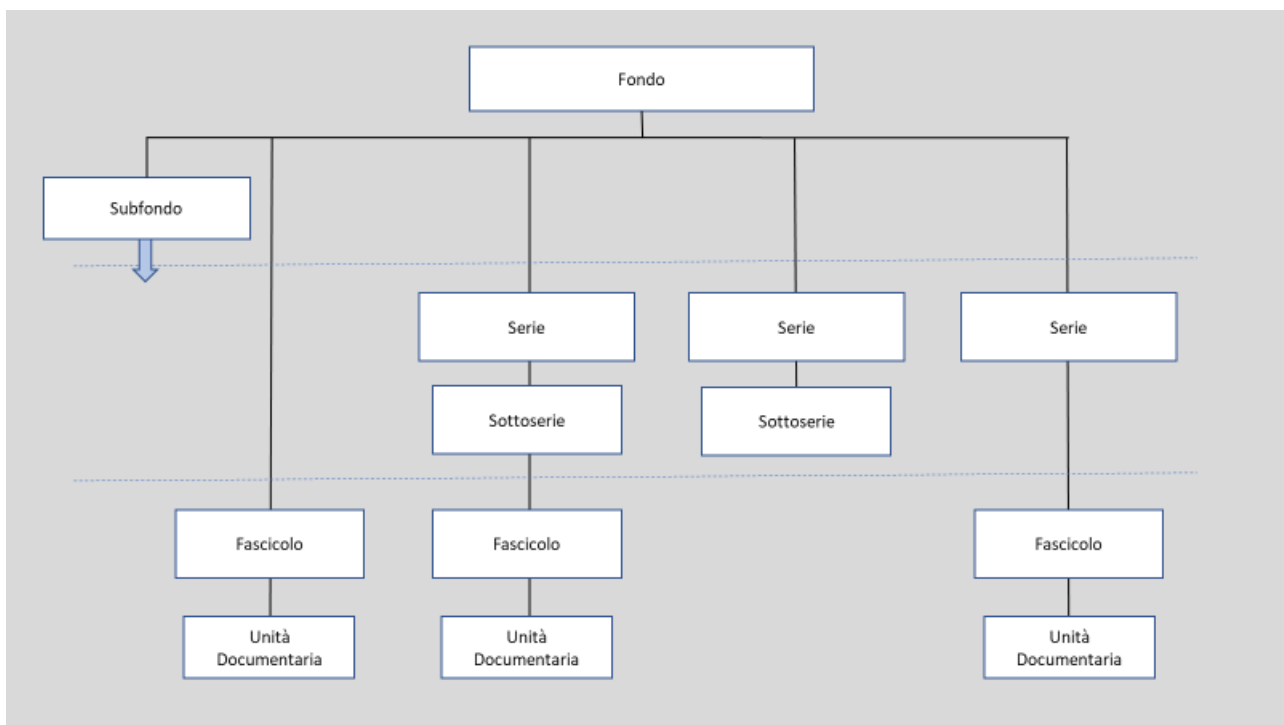 Fondo
Subfondo
Serie
Serie
Serie
Sottoserie
Sottoserie
Fascicolo
Fascicolo
Fascicolo
Unità
Documentaria
Unità
Documentaria
Unità
Documentaria